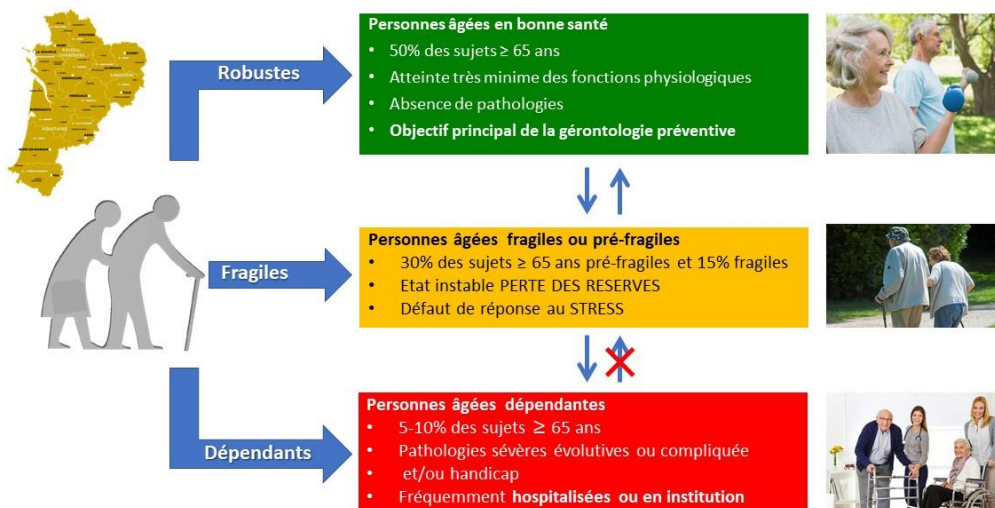 Robustes
Personnes âgées en bonne santé
• 50% des sujets ≥ 65 ans
• Atteinte très minime des fonctions physiologiques
• Absence de pathologies
• Objectif principal de la gérontologie préventive
Fragiles
Personnes âgées fragiles ou pré-fragiles
• 30% des sujets ≥ 65 ans pré-fragiles et 15% fragiles
• Etat instable PERTE DES RESERVES
• Défaut de réponse au STRESS
Dépendants
Personnes âgées dépendantes
• 5-10% des sujets ≥ 65 ans
• Pathologies sévères évolutives ou compliquée
• et/ou handicap
• Fréquemment hospitalisées ou en institution